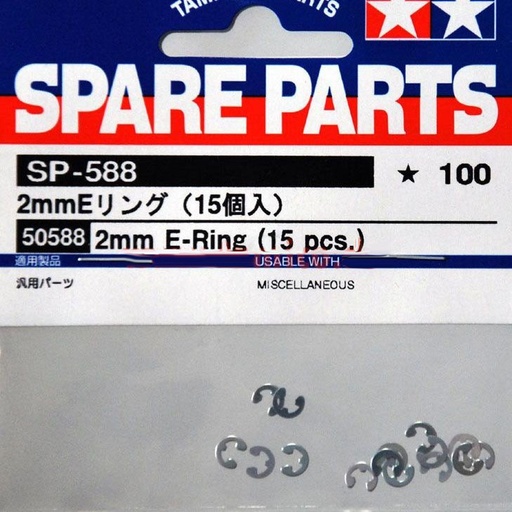 SPARE PARTS
SP-588 ★ 100
2mmEリング（15個入）
50588 2mm E-Ring (15 pcs.)
適用製品 USABLE WITH
汎用パーツ MISCELLANEOUS